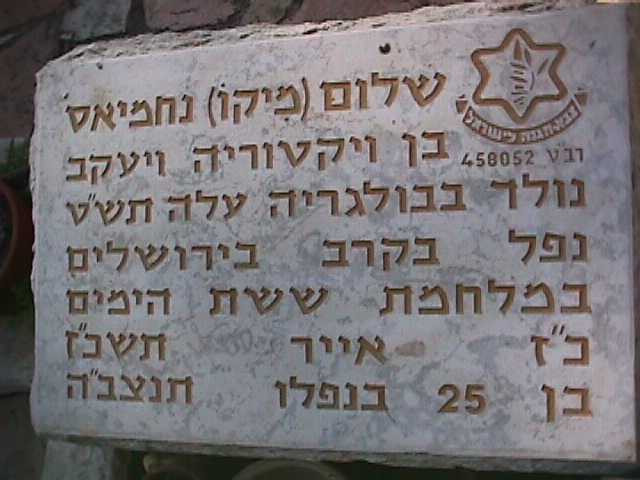 צבא הגנה לישראל
רב״ט 458052
שלום (מיקו) נחמיאס
בן ויקטוריה ויעקב
נולד בבולגריה עלה תש״ט
נפל בקרב בירושלים
במלחמת ששת הימים
כ״ז אייר תשכ״ז
בן 25 בנפלו תנצב״ה